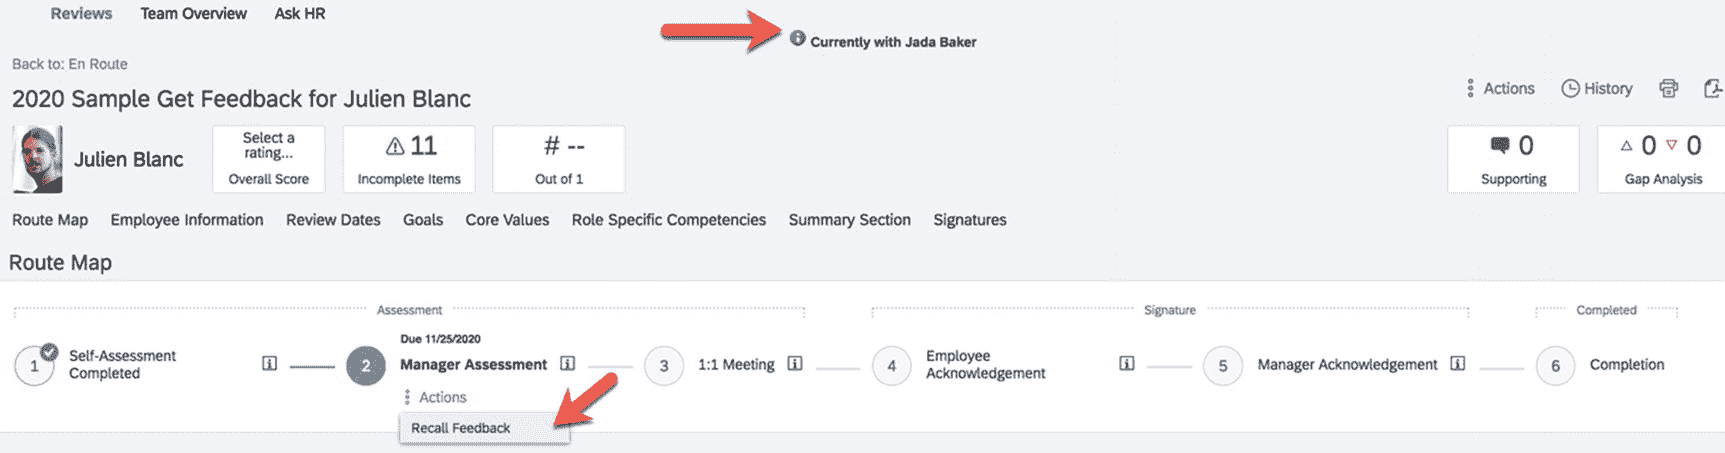 Reviews Team Overview Ask HR
Currently with Jada Baker
Back to: En Route
2020 Sample Get Feedback for Julien Blanc
Actions History
Julien Blanc
Select a
rating...
Overall Score
11
Incomplete Items
# --
Out of 1
0
Supporting
0 0
Gap Analysis
Route Map Employee Information Review Dates Goals Core Values Role Specific Competencies Summary Section Signatures
Route Map
Assessment Signature Completed
1 Self-Assessment
Completed
Due 11/25/2020
2 Manager Assessment
Actions
Recall Feedback
3 1:1 Meeting
4 Employee
Acknowledgement
5 Manager Acknowledgement
6 Completion